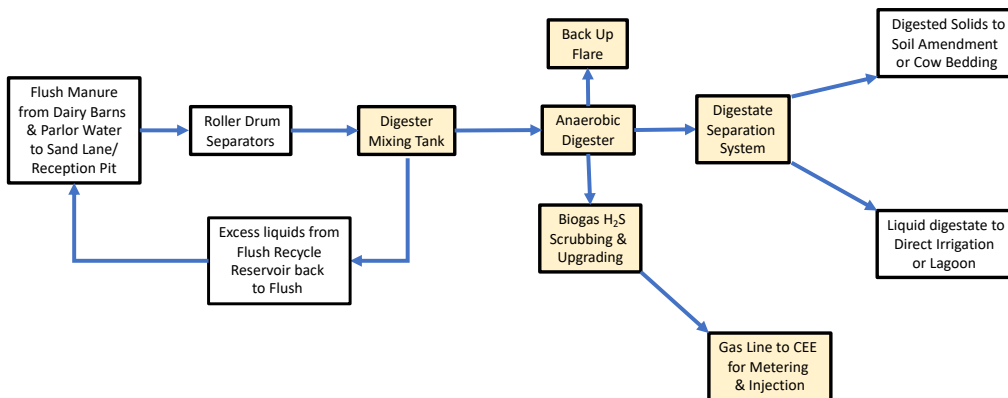 Flush Manure
from Dairy Barns
& Parlor Water
to Sand Lane/
Reception Pit
Roller Drum
Separators
Digester
Mixing Tank
Excess liquids from
Flush Recycle
Reservoir back
to Flush
Back Up
Flare
Anaerobic
Digester
Biogas H₂S
Scrubbing &
Upgrading
Gas Line to CEE
for Metering
& Injection
Digestate
Separation
System
Digested Solids to
Soil Amendment
or Cow Bedding
Liquid digestate to
Direct Irrigation
or Lagoon